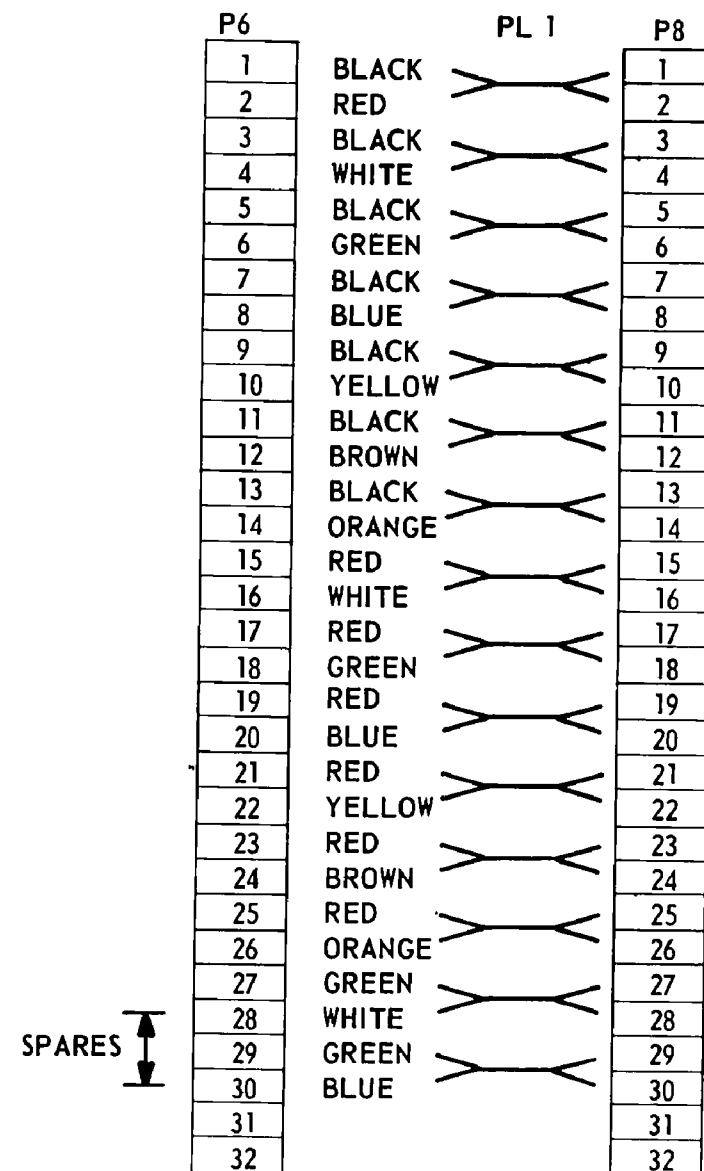 P6 PL 1 P8
1 BLACK 1
2 RED 2
3 BLACK 3
4 WHITE 4
5 BLACK 5
6 GREEN 6
7 BLACK 7
8 BLUE 8
9 BLACK 9
10 YELLOW 10
11 BLACK 11
12 BROWN 12
13 BLACK 13
14 ORANGE 14
15 RED 15
16 WHITE 16
17 RED 17
18 GREEN 18
19 RED 19
20 BLUE 20
21 RED 21
22 YELLOW 22
23 RED 23
24 BROWN 24
25 RED 25
26 ORANGE 26
27 GREEN 27
28 WHITE 28
SPARES 29 GREEN 29
30 BLUE 30
31 31
32 32